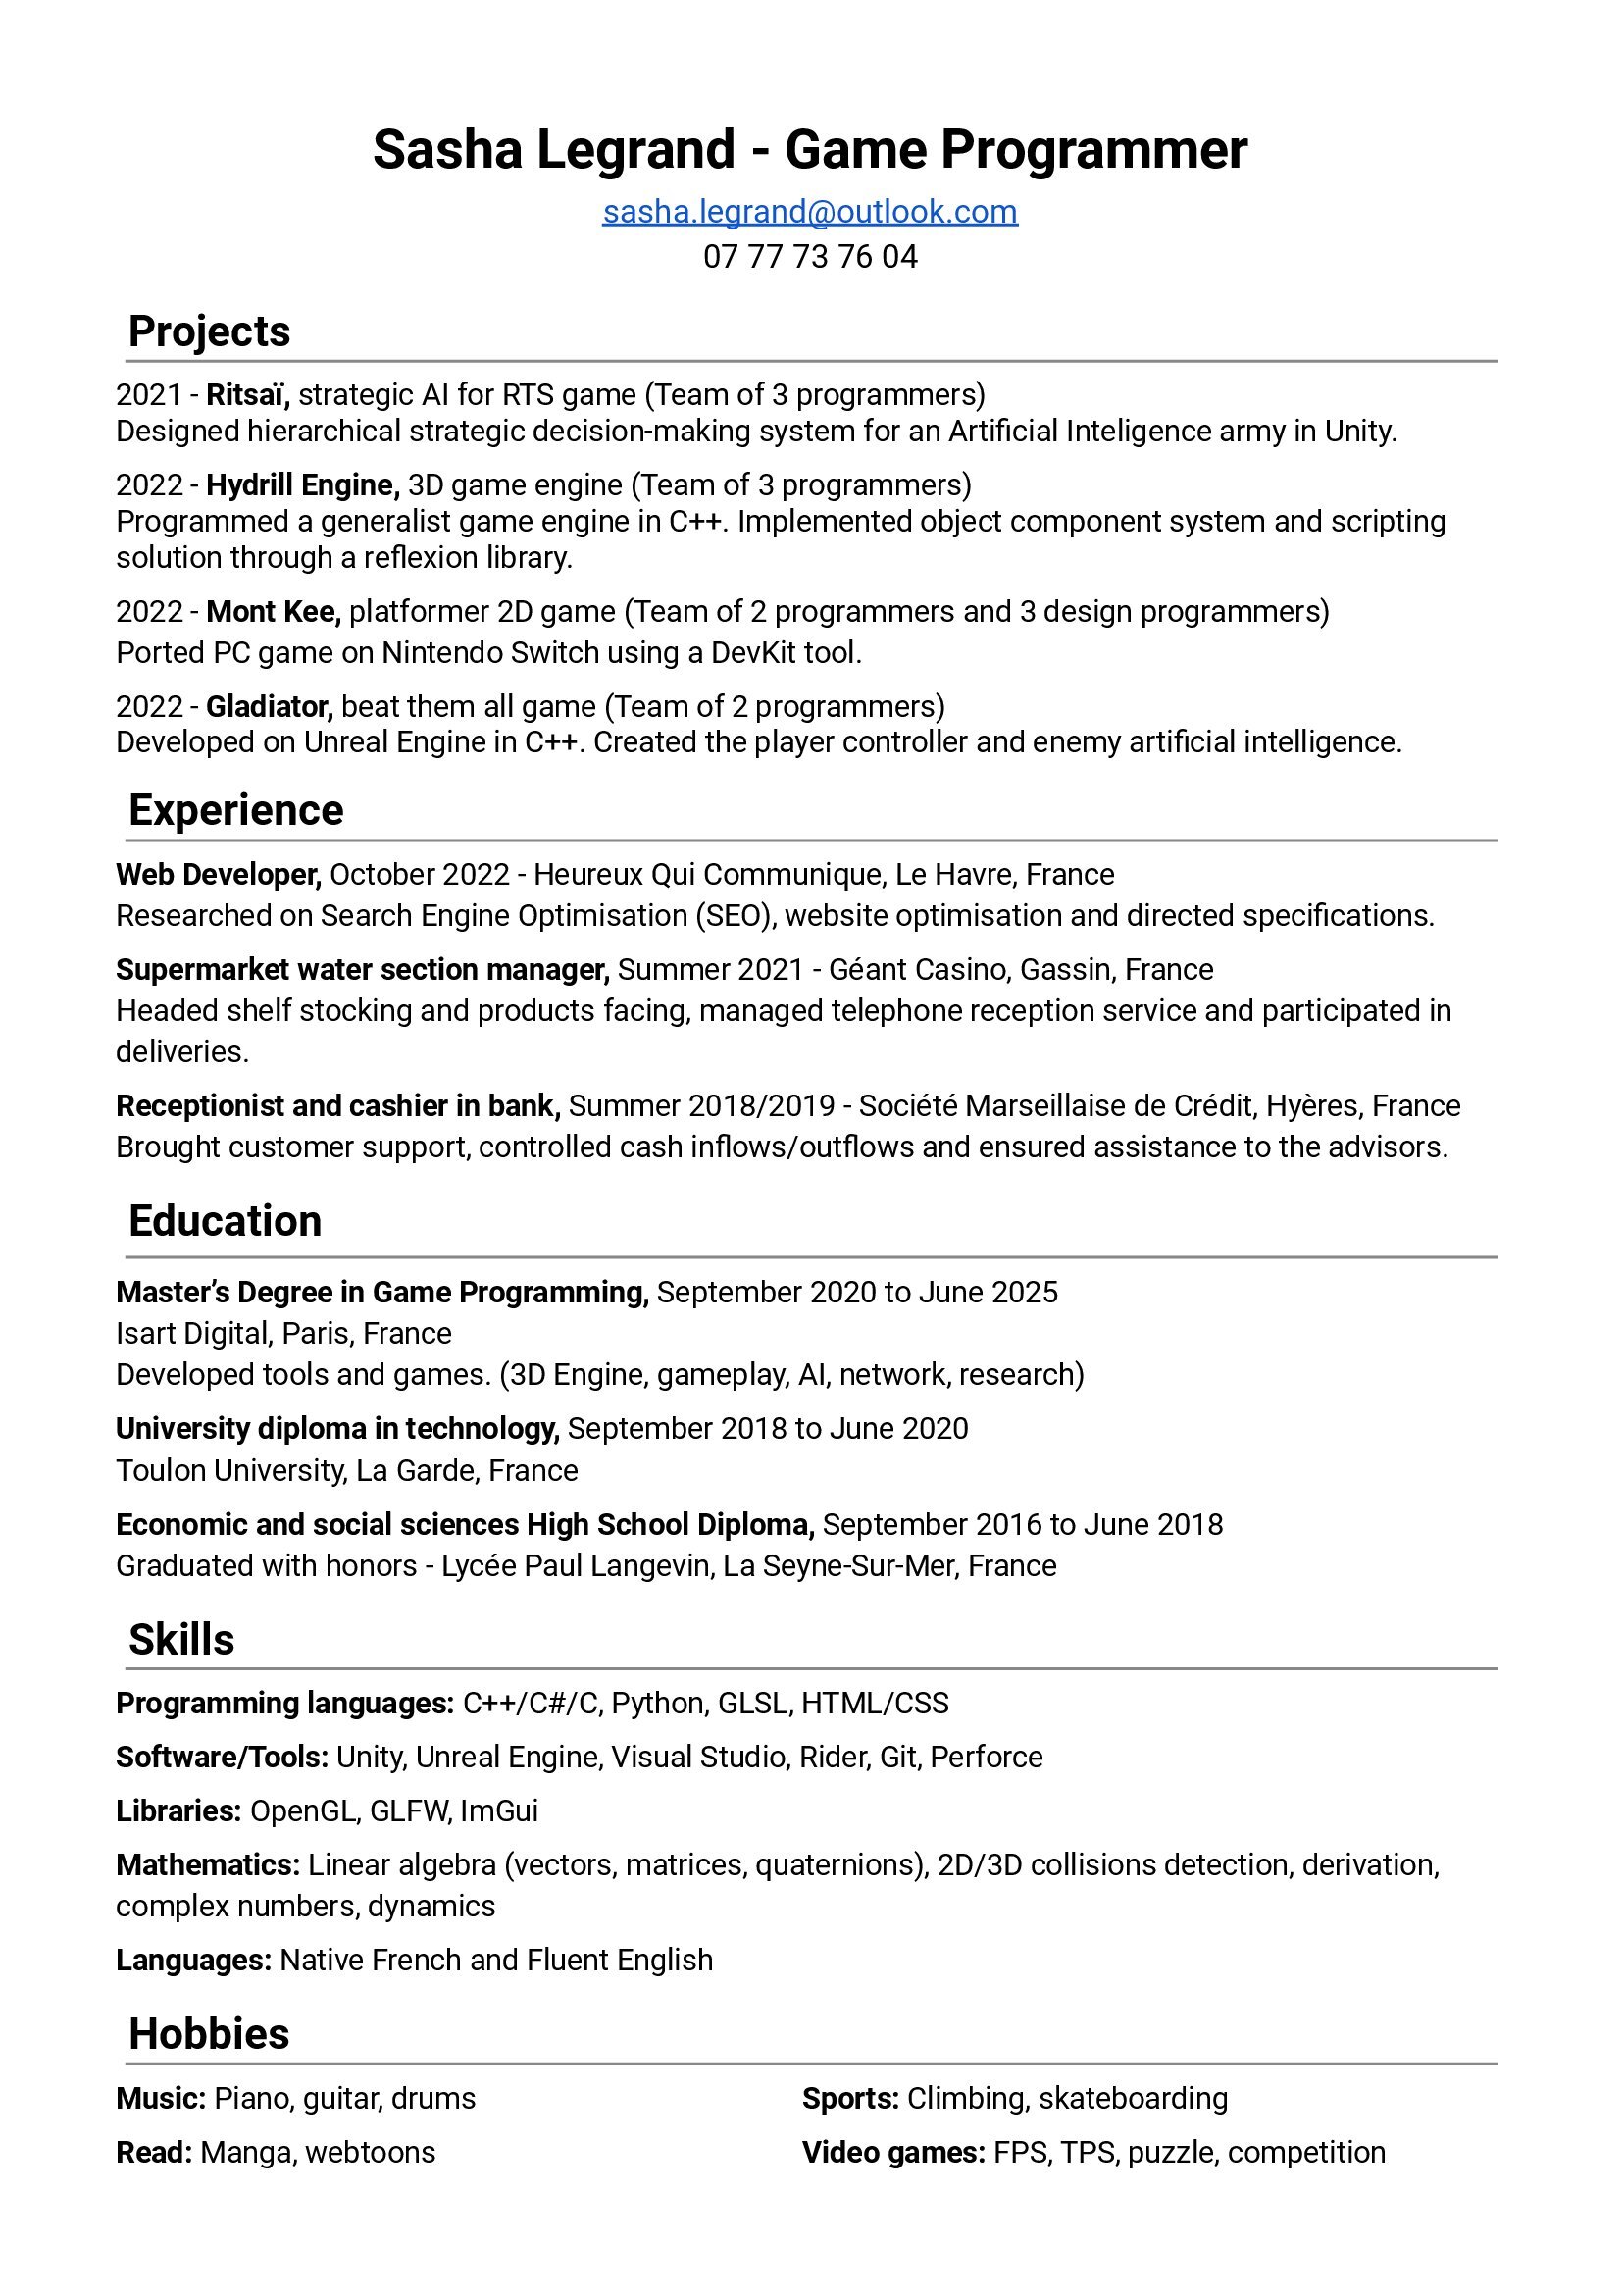 Sasha Legrand - Game Programmer
sasha.legrand@outlook.com
07 77 73 76 04
Projects
2021 - Ritsaï, strategic AI for RTS game (Team of 3 programmers)
Designed hierarchical strategic decision-making system for an Artificial Inteligence army in Unity.
2022 - Hydrill Engine, 3D game engine (Team of 3 programmers)
Programmed a generalist game engine in C++. Implemented object component system and scripting
solution through a reflexion library.
2022 - Mont Kee, platformer 2D game (Team of 2 programmers and 3 design programmers)
Ported PC game on Nintendo Switch using a DevKit tool.
2022 - Gladiator, beat them all game (Team of 2 programmers)
Developed on Unreal Engine in C++. Created the player controller and enemy artificial intelligence.
Experience
Web Developer, October 2022 - Heureux Qui Communique, Le Havre, France
Researched on Search Engine Optimisation (SEO), website optimisation and directed specifications.
Supermarket water section manager, Summer 2021 - Géant Casino, Gassin, France
Headed shelf stocking and products facing, managed telephone reception service and participated in
deliveries.
Receptionist and cashier in bank, Summer 2018/2019 - Société Marseillaise de Crédit, Hyères, France
Brought customer support, controlled cash inflows/outflows and ensured assistance to the advisors.
Education
Master’s Degree in Game Programming, September 2020 to June 2025
Isart Digital, Paris, France
Developed tools and games. (3D Engine, gameplay, AI, network, research)
University diploma in technology, September 2018 to June 2020
Toulon University, La Garde, France
Economic and social sciences High School Diploma, September 2016 to June 2018
Graduated with honors - Lycée Paul Langevin, La Seyne-Sur-Mer, France
Skills
Programming languages: C++/C#/C, Python, GLSL, HTML/CSS
Software/Tools: Unity, Unreal Engine, Visual Studio, Rider, Git, Perforce
Libraries: OpenGL, GLFW, ImGui
Mathematics: Linear algebra (vectors, matrices, quaternions), 2D/3D collisions detection, derivation,
complex numbers, dynamics
Languages: Native French and Fluent English
Hobbies
Music: Piano, guitar, drums
Sports: Climbing, skateboarding
Read: Manga, webtoons
Video games: FPS, TPS, puzzle, competition